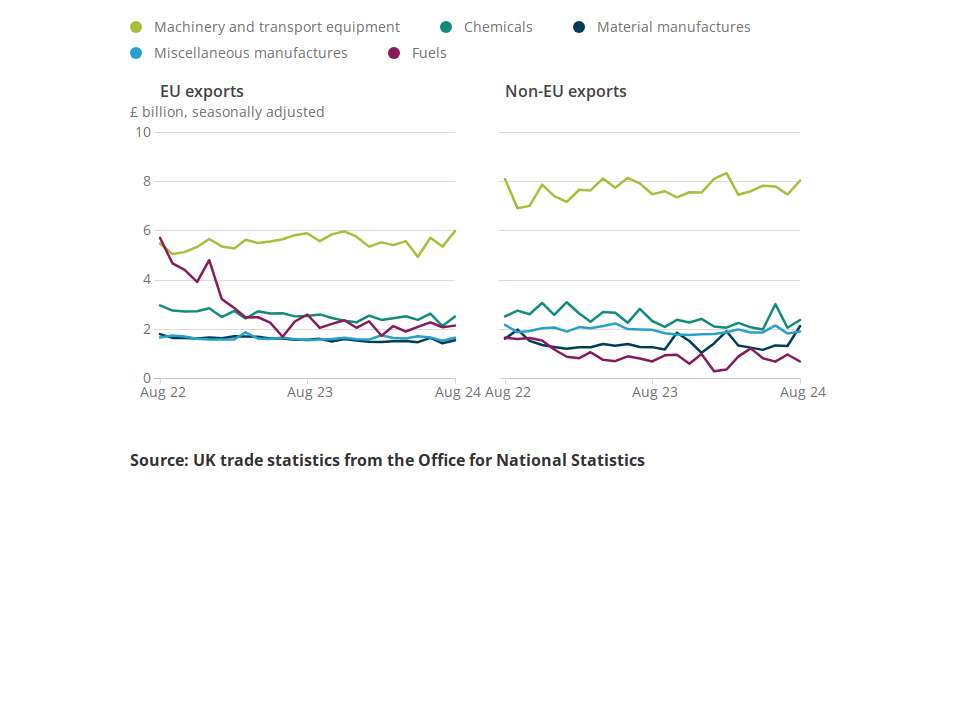 Machinery and transport equipment Chemicals Material manufactures
Miscellaneous manufactures Fuels
EU exports Non-EU exports
£ billion, seasonally adjusted
10
8
6
4
2
0
Aug 22 Aug 23 Aug 24 Aug 22 Aug 23 Aug 24
Source: UK trade statistics from the Office for National Statistics